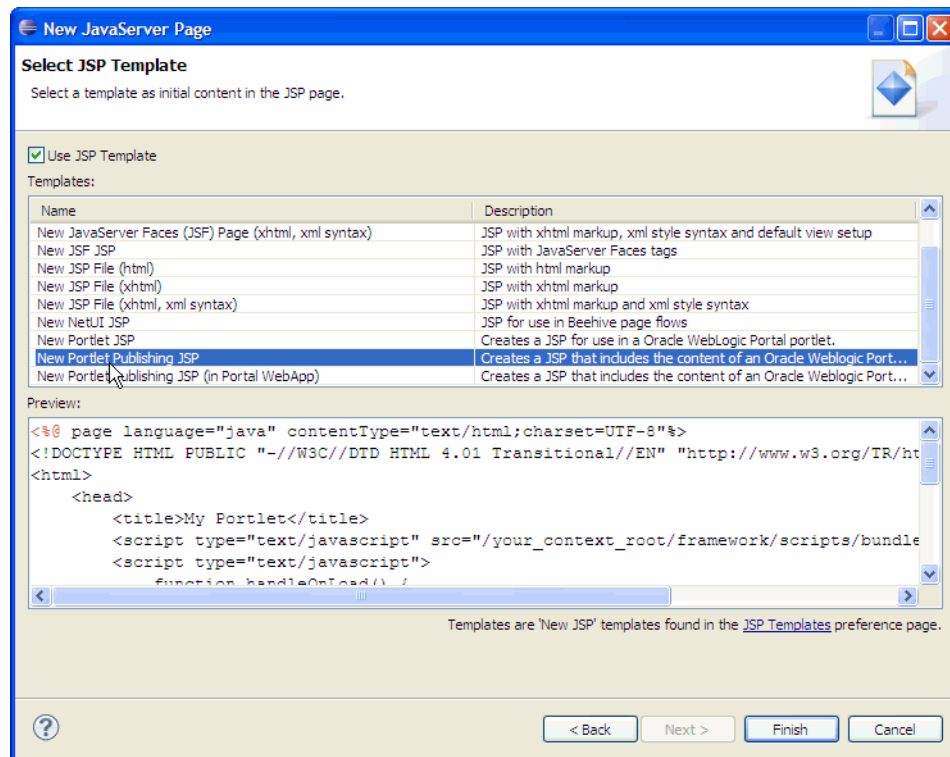 New JavaServer Page
Select JSP Template
Select a template as initial content in the JSP page.
Use JSP Template
Templates:
Name Description
New JavaServer Faces (JSF) Page (xhtml, xml syntax) JSP with xhtml markup, xml style syntax and default view setup
New JSF JSP JSP with JavaServer Faces tags
New JSP File (html) JSP with html markup
New JSP File (xhtml) JSP with xhtml markup
New JSP File (xhtml, xml syntax) JSP with xhtml markup and xml style syntax
New NetUI JSP JSP for use in Beehive page flows
New Portlet JSP Creates a JSP for use in a Oracle WebLogic Portal portlet.
New Portlet Publishing JSP Creates a JSP that includes the content of an Oracle Weblogic Port...
New Portlet Publishing JSP (in Portal WebApp) Creates a JSP that includes the content of an Oracle Weblogic Port...
Preview:
<%@ page language="java" contentType="text/html;charset=UTF-8"%>
<!DOCTYPE HTML PUBLIC "-//W3C//DTD HTML 4.01 Transitional//EN" "http://www.w3.org/TR/ht
<html>
<head>
<title>My Portlet</title>
<script type="text/javascript" src="/your_context_root/framework/scripts/bundle
<script type="text/javascript">
function handleOnLoad() {
Templates are 'New JSP' templates found in the JSP Templates preference page.
? < Back Next > Finish Cancel